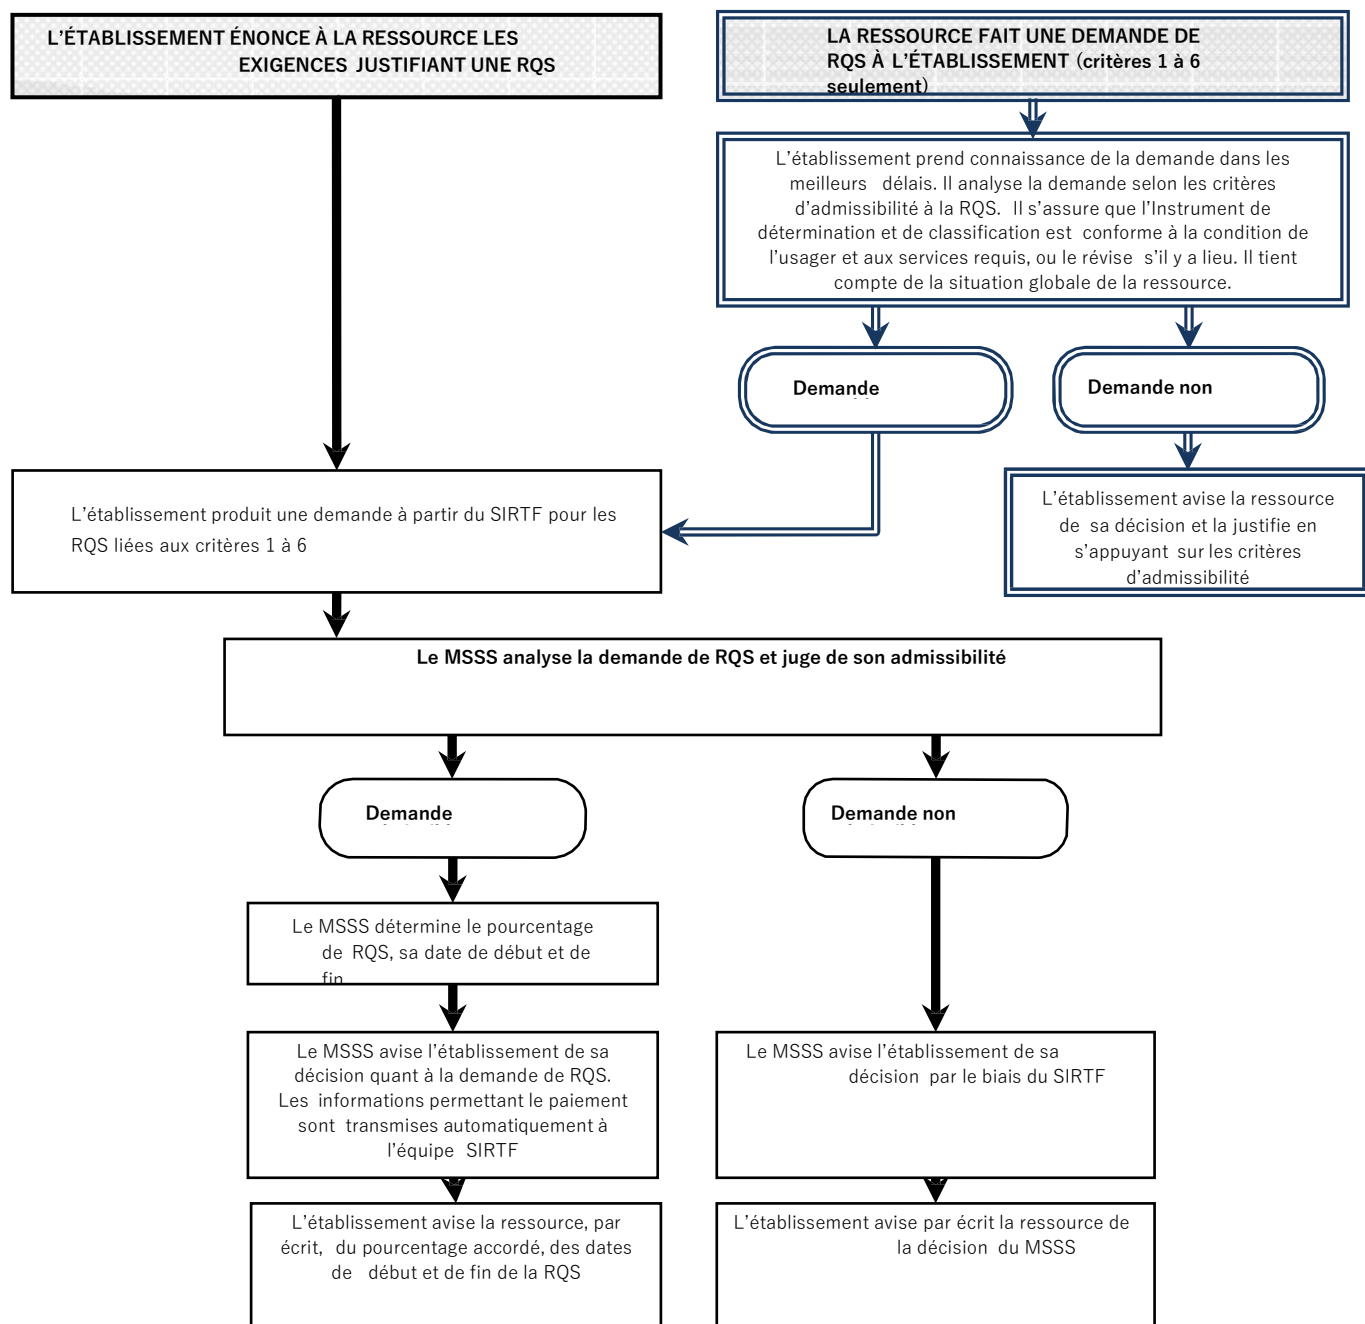 L'ÉTABLISSEMENT ÉNONCE À LA RESSOURCE LES
EXIGENCES JUSTIFIANT UNE RQS
LA RESSOURCE FAIT UNE DEMANDE DE
RQS À L'ÉTABLISSEMENT (critères 1 à 6
seulement)
L'établissement prend connaissance de la demande dans les
meilleurs délais. Il analyse la demande selon les critères
d'admissibilité à la RQS. Il s'assure que l'Instrument de
détermination et de classification est conforme à la condition de
l'usager et aux services requis, ou le révise s'il y a lieu. Il tient
compte de la situation globale de la ressource.
Demande
Demande non
L'établissement produit une demande à partir du SIRTF pour les
RQS liées aux critères 1 à 6
L'établissement avise la ressource
de sa décision et la justifie en
s'appuyant sur les critères
d'admissibilité
Le MSSS analyse la demande de RQS et juge de son admissibilité
Demande
Demande non
Le MSSS détermine le pourcentage
de RQS, sa date de début et de
fin
Le MSSS avise l'établissement de sa
décision quant à la demande de RQS.
Les informations permettant le paiement
sont transmises automatiquement à
l'équipe SIRTF
Le MSSS avise l'établissement de sa
décision par le biais du SIRTF
L'établissement avise la ressource, par
écrit, du pourcentage accordé, des dates
de début et de fin de la RQS
L'établissement avise par écrit la ressource de
la décision du MSSS